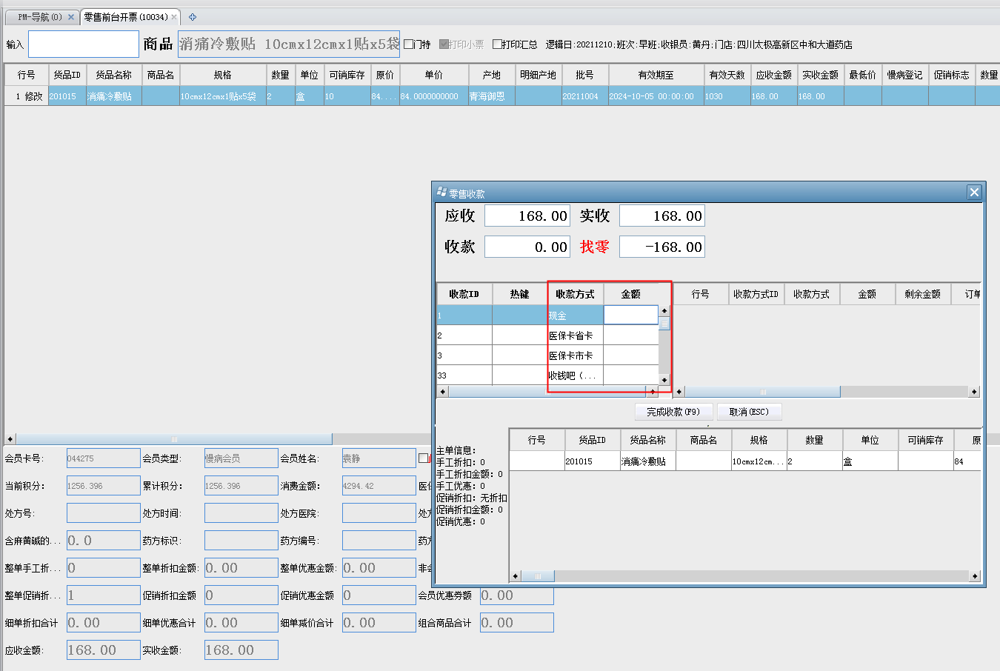 PM-导航(0)	零售前台开票(10034)
输入	商品 消痛冷敷贴 10cmx12cmx1贴x5袋 门特 打印小票 打印汇总 逻辑日:20211210;班次:早班;收银员:黄丹;门店:四川太极高新区中和大道药店
行号 货品ID 货品名称 商品名 规格 数量 单位 可销库存 原价 单价 产地 明细产地 批号 有效期至 有效天数 应收金额 实收金额 最低价 慢病登记 促销标志 数量
1 修改 201015 消痛冷敷贴 10cmx12cmx1贴x5袋 2 盒 10 84.... 84.0000000000 青海御恩 20211004 2024-10-05 00:00:00 1030 168.00 168.00
零售收款
应收 168.00 实收 168.00
收款 0.00 找零 -168.00
收款ID 热键 收款方式 金额
1 现金
2 医保卡省卡
3 医保卡市卡
33 收钱吧（...
行号 收款方式ID 收款方式 金额 剩余金额 订单
完成收款(F9) 取消(ESC)
主单信息:
手工折扣: 0
手工折扣金额: 0
手工优惠: 0
促销折扣: 无折扣
促销折扣金额: 0
促销优惠: 0
行号 货品ID 货品名称 商品名 规格 数量 单位 可销库存 原
201015 消痛冷敷贴 10cmx12cm... 2 盒 84
会员卡号: 044275 会员类型: 慢病会员 会员姓名: 袁静
当前积分: 1256.396 累计积分: 1256.396 消费金额: 4294.42 医保
处方号: 处方时间: 处方医院: 处方
含麻黄碱的... 0.0 药方标识: 药方编号: 药方
整单手工折... 0 整单折扣金额: 0.00 整单优惠金额: 0.00 非会
整单促销折... 1 促销折扣金额 0 促销优惠金额 0 会员优惠券额 0.00
细单折扣合计 0.00 细单优惠合计 0.00 细单减价合计 0.00 组合商品合计 0.00
应收金额: 168.00 实收金额: 168.00